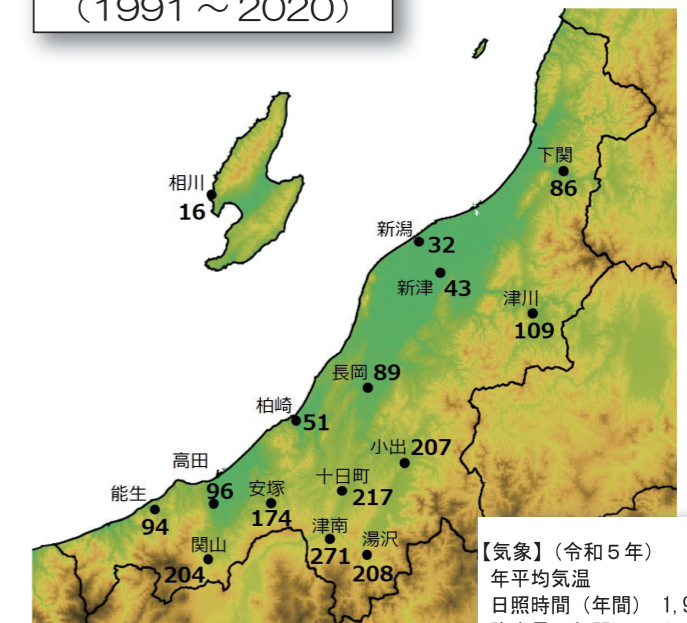 （1991～2020）
下関
86
相川
16
新潟
32
新津 43
津川
109
長岡 89
柏崎
51
小出 207
高田
96
十日町
217
能生
94
安塚
174
津南
271
湯沢
208
関山
204
【気象】（令和５年）
年平均気温
日照時間（年間） 1,9